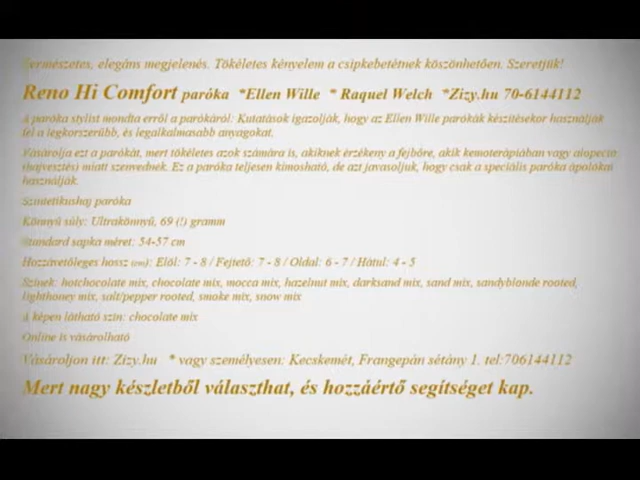 Természetes, elegáns megjelenés. Tökéletes kényelem a csipkebetétnek köszönhetően. Szeretjük!
Reno Hi Comfort paróka *Ellen Wille * Raquel Welch *Zizy.hu 70-6144112
A paróka stylist mondta erről a parókáról: Kutatások igazolják, hogy az Ellen Wille parókák készítésekor használják
fel a legkorszerűbb, és legalkalmasabb anyagokat.
Vásárolja ezt a parókát, mert tökéletes azok számára is, akiknek érzékeny a fejbőre, akik kemoterápiában vagy alopecia
(hajvesztés) miatt szenvednek. Ez a paróka teljesen kimosható, de azt javasoljuk, hogy csak a speciális paróka ápolókat
használják.
Szintetikushaj paróka
Könnyű súly: Ultrakönnyű, 69 (!) gramm
Standard sapka méret: 54-57 cm
Hozzávetőleges hossz (cm): Elöl: 7 - 8 / Fejtető: 7 - 8 / Oldal: 6 - 7 / Hátul: 4 - 5
Színek: hotchocolate mix, chocolate mix, mocca mix, hazelnut mix, darksand mix, sand mix, sandyblonde rooted,
lighthoney mix, salt/pepper rooted, smoke mix, snow mix
A képen látható szín: chocolate mix
Online is vásárolható
Vásároljon itt: Zizy.hu * vagy személyesen: Kecskemét, Frangepán sétány 1. tel:706144112
Mert nagy készletből választhat, és hozzáértő segítséget kap.